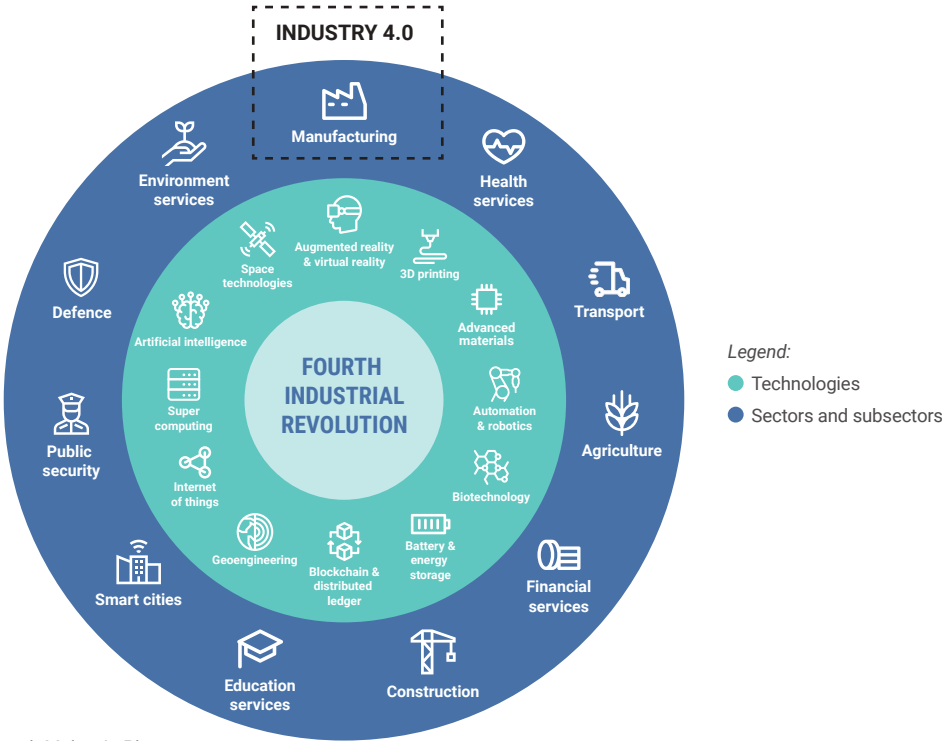 INDUSTRY 4.0
Manufacturing
Health
services
Transport
Agriculture
Financial
services
Construction
Education
services
Smart cities
Public
security
Defence
Environment
services
Augmented reality
& virtual reality
3D printing
Advanced
materials
Automation
& robotics
Biotechnology
Battery &
energy
storage
Blockchain &
distributed
ledger
Geoengineering
Internet
of things
Super
computing
Artificial intelligence
Space
technologies
FOURTH
INDUSTRIAL
REVOLUTION
Legend:
Technologies
Sectors and subsectors